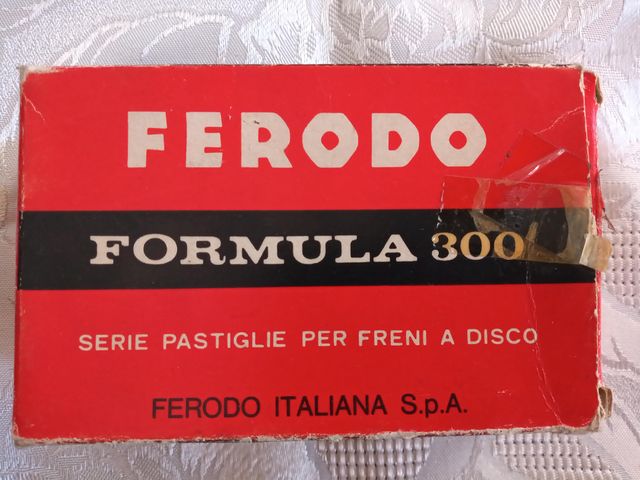 FERODO
FORMULA 300
SERIE PASTIGLIE PER FRENI A DISCO
FERODO ITALIANA S.p.A.